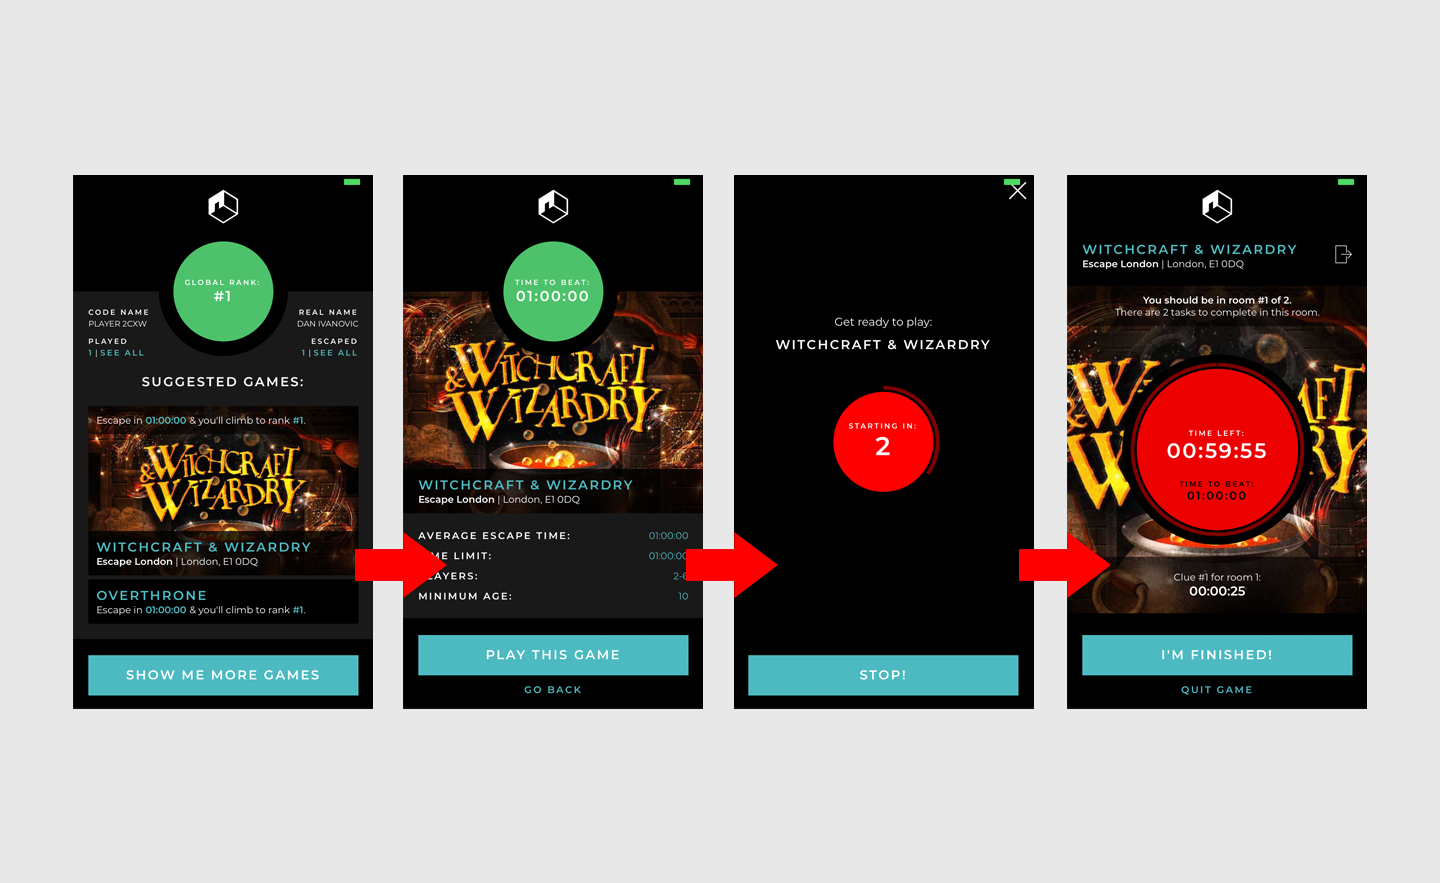 GLOBAL RANK:
#1
CODE NAME
PLAYER 2CXW
REAL NAME
DAN IVANOVIC
PLAYED
1 | SEE ALL
ESCAPED
1 | SEE ALL
SUGGESTED GAMES:
Escape in 01:00:00 & you'll climb to rank #1.
& WITCHCRAFT
WIZARDRY
WITCHCRAFT & WIZARDRY
Escape London | London, E1 0DQ
OVERTHRONE
Escape in 01:00:00 & you'll climb to rank #1.
SHOW ME MORE GAMES
TIME TO BEAT:
01:00:00
& WITCHCRAFT
WIZARDRY
WITCHCRAFT & WIZARDRY
Escape London | London, E1 0DQ
AVERAGE ESCAPE TIME:
01:00:00
ME LIMIT:
01:00:00
AYERS:
2-6
MINIMUM AGE:
10
PLAY THIS GAME
GO BACK
Get ready to play:
WITCHCRAFT & WIZARDRY
STARTING IN:
2
STOP!
WITCHCRAFT & WIZARDRY
Escape London | London, E1 0DQ
You should be in room #1 of 2.
There are 2 tasks to complete in this room.
TIME LEFT:
00:59:55
TIME TO BEAT:
01:00:00
Clue #1 for room 1:
00:00:25
I'M FINISHED!
QUIT GAME